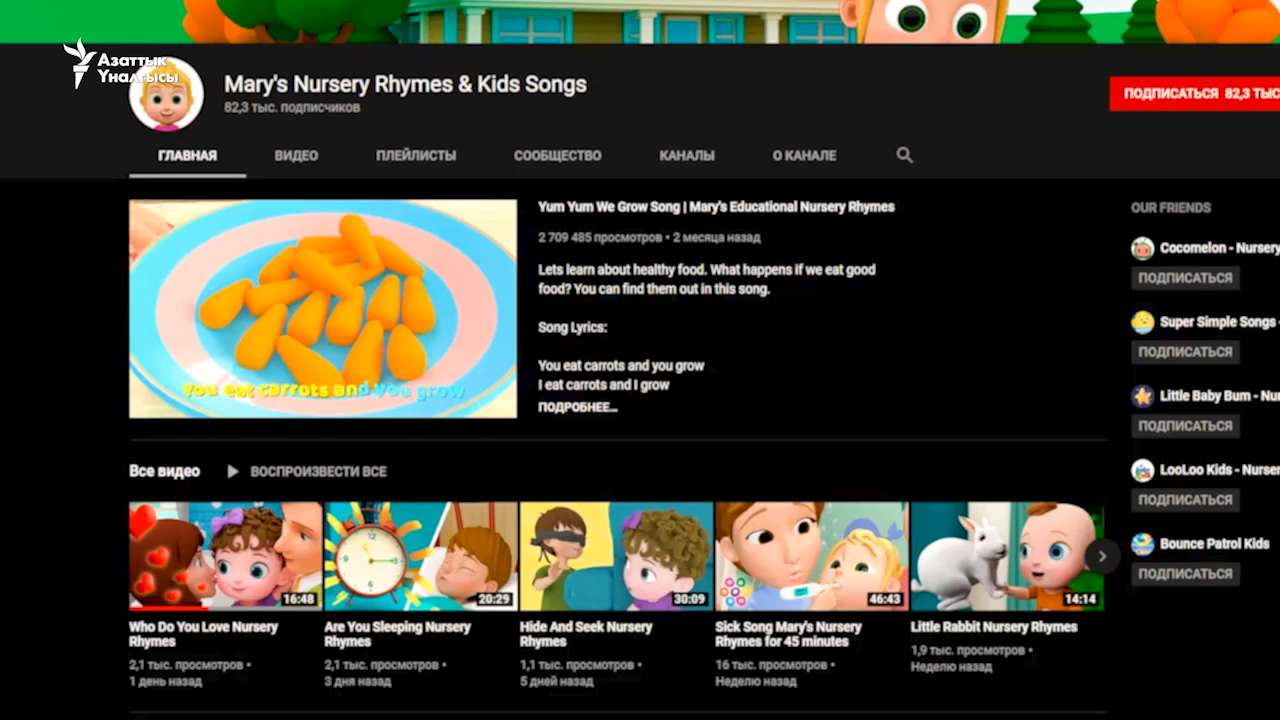 Азаттык
Үналгысы
Mary's Nursery Rhymes & Kids Songs
82,3 тыс. подписчиков
ПОДПИСАТЬСЯ 82,3 ТЫС
ГЛАВНАЯ ВИДЕО ПЛЕЙЛИСТЫ СООБЩЕСТВО КАНАЛЫ О КАНАЛЕ
You eat carrots and you grow
Yum Yum We Grow Song | Mary's Educational Nursery Rhymes
2 709 485 просмотров • 2 месяца назад
Lets learn about healthy food. What happens if we eat good
food? You can find them out in this song.
Song Lyrics:
You eat carrots and you grow
I eat carrots and I grow
ПОДРОБНЕЕ...
OUR FRIENDS
Cocomelon - Nursery
ПОДПИСАТЬСЯ
Super Simple Songs -
ПОДПИСАТЬСЯ
Little Baby Bum - Nur
ПОДПИСАТЬСЯ
LooLoo Kids - Nurser
ПОДПИСАТЬСЯ
Bounce Patrol Kids
ПОДПИСАТЬСЯ
Все видео ВОСПРОИЗВЕСТИ ВСЕ
16:48
20:29
30:09
46:43
14:14
Who Do You Love Nursery
Rhymes
2,1 тыс. просмотров •
1 день назад
Are You Sleeping Nursery
Rhymes
2,1 тыс. просмотров •
3 дня назад
Hide And Seek Nursery
Rhymes
1,1 тыс. просмотров •
5 дней назад
Sick Song Mary's Nursery
Rhymes for 45 minutes
16 тыс. просмотров •
Неделю назад
Little Rabbit Nursery Rhymes
1,9 тыс. просмотров •
Неделю назад